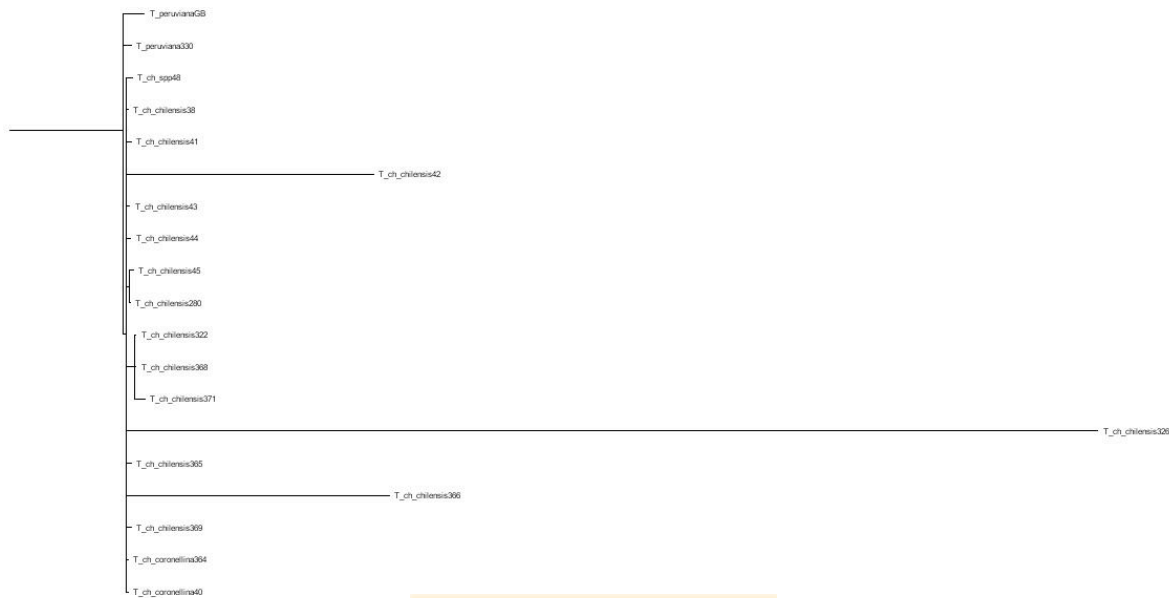 T_peruvianaGB
T_peruviana330
T_ch_spp48
T_ch_chilensis38
T_ch_chilensis41
T_ch_chilensis42
T_ch_chilensis43
T_ch_chilensis44
T_ch_chilensis45
T_ch_chilensis280
T_ch_chilensis322
T_ch_chilensis368
T_ch_chilensis371
T_ch_chilensis326
T_ch_chilensis365
T_ch_chilensis366
T_ch_chilensis369
T_ch_coronellina364
T_ch_coronellina40